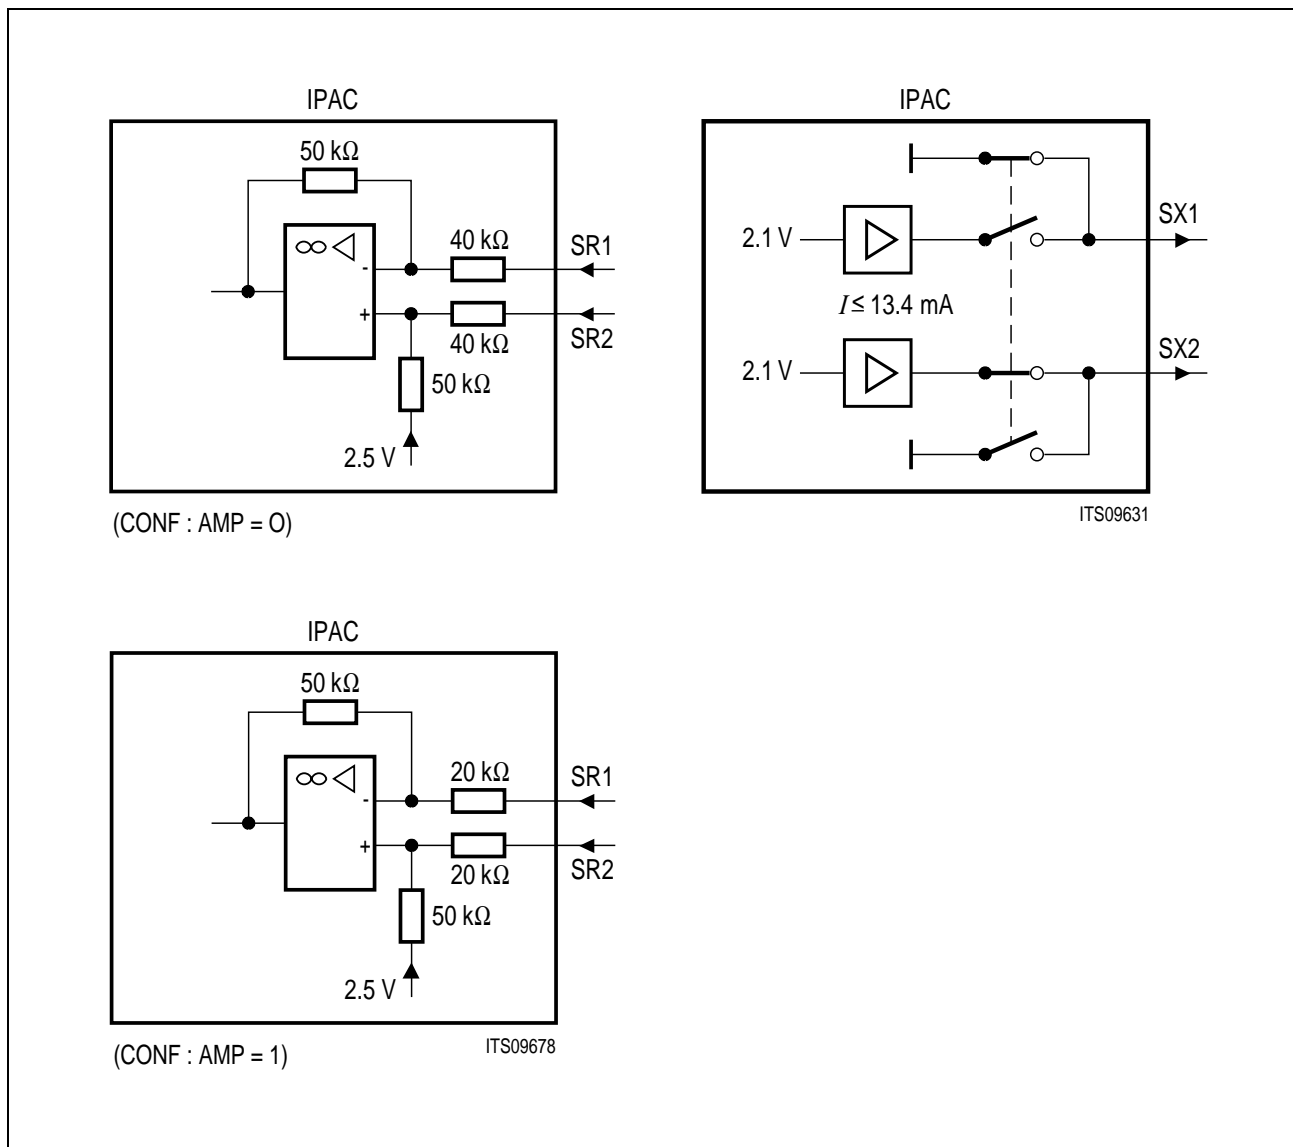 IPAC
50 kΩ
∞
-
+
40 kΩ
SR1
40 kΩ
SR2
50 kΩ
2.5 V
(CONF : AMP = O)
IPAC
2.1 V
SX1
I ≤ 13.4 mA
2.1 V
SX2
ITS09631
IPAC
50 kΩ
∞
-
+
20 kΩ
SR1
20 kΩ
SR2
50 kΩ
2.5 V
(CONF : AMP = 1)
ITS09678